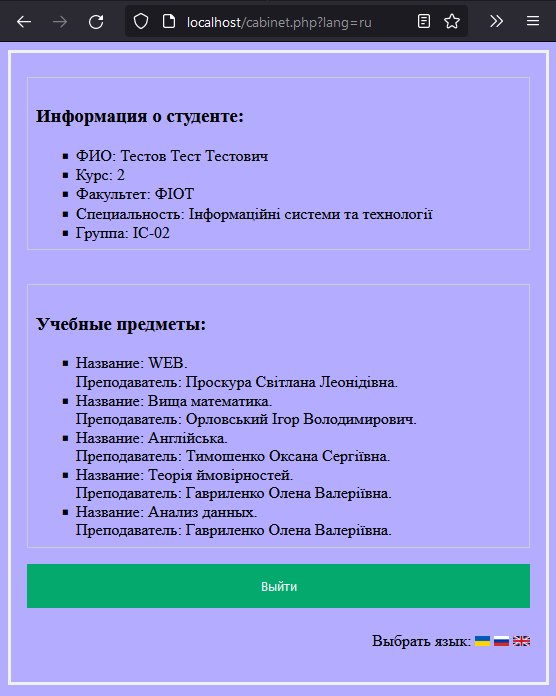 localhost/cabinet.php?lang=ru
Информация о студенте:
ФИО: Тестов Тест Тестович
Курс: 2
Факультет: ФІОТ
Специальность: Інформаційні системи та технології
Группа: ІС-02
Учебные предметы:
Название: WEB.
Преподаватель: Проскура Світлана Леонідівна.
Название: Вища математика.
Преподаватель: Орловський Ігор Володимирович.
Название: Англійська.
Преподаватель: Тимошенко Оксана Сергіївна.
Название: Теорія ймовірностей.
Преподаватель: Гавриленко Олена Валеріївна.
Название: Анализ данных.
Преподаватель: Гавриленко Олена Валеріївна.
Выйти
Выбрать язык: